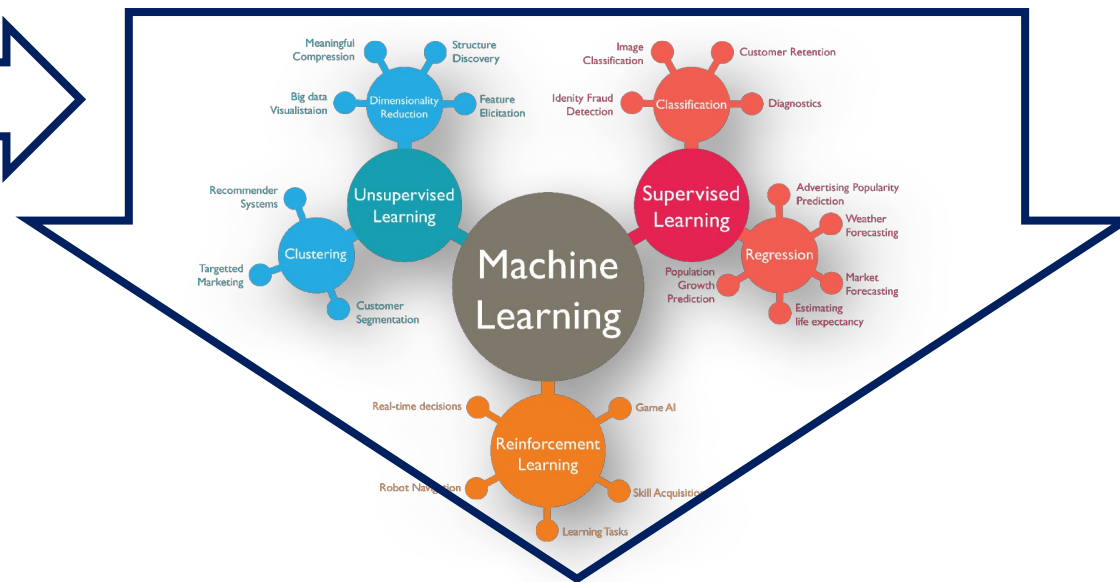 Meaningful
Compression
Structure
Discovery
Big data
Visualistaion
Dimensionality
Reduction
Feature
Elicitation
Recommender
Systems
Unsupervised
Learning
Clustering
Targetted
Marketing
Customer
Segmentation
Image
Classification
Customer Retention
Idenity Fraud
Detection
Classification
Diagnostics
Supervised
Learning
Advertising Popularity
Prediction
Weather
Forecasting
Regression
Population
Growth
Prediction
Market
Forecasting
Estimating
life expectancy
Machine
Learning
Real-time decisions
Game AI
Reinforcement
Learning
Robot Navigation
Skill Acquisition
Learning Tasks